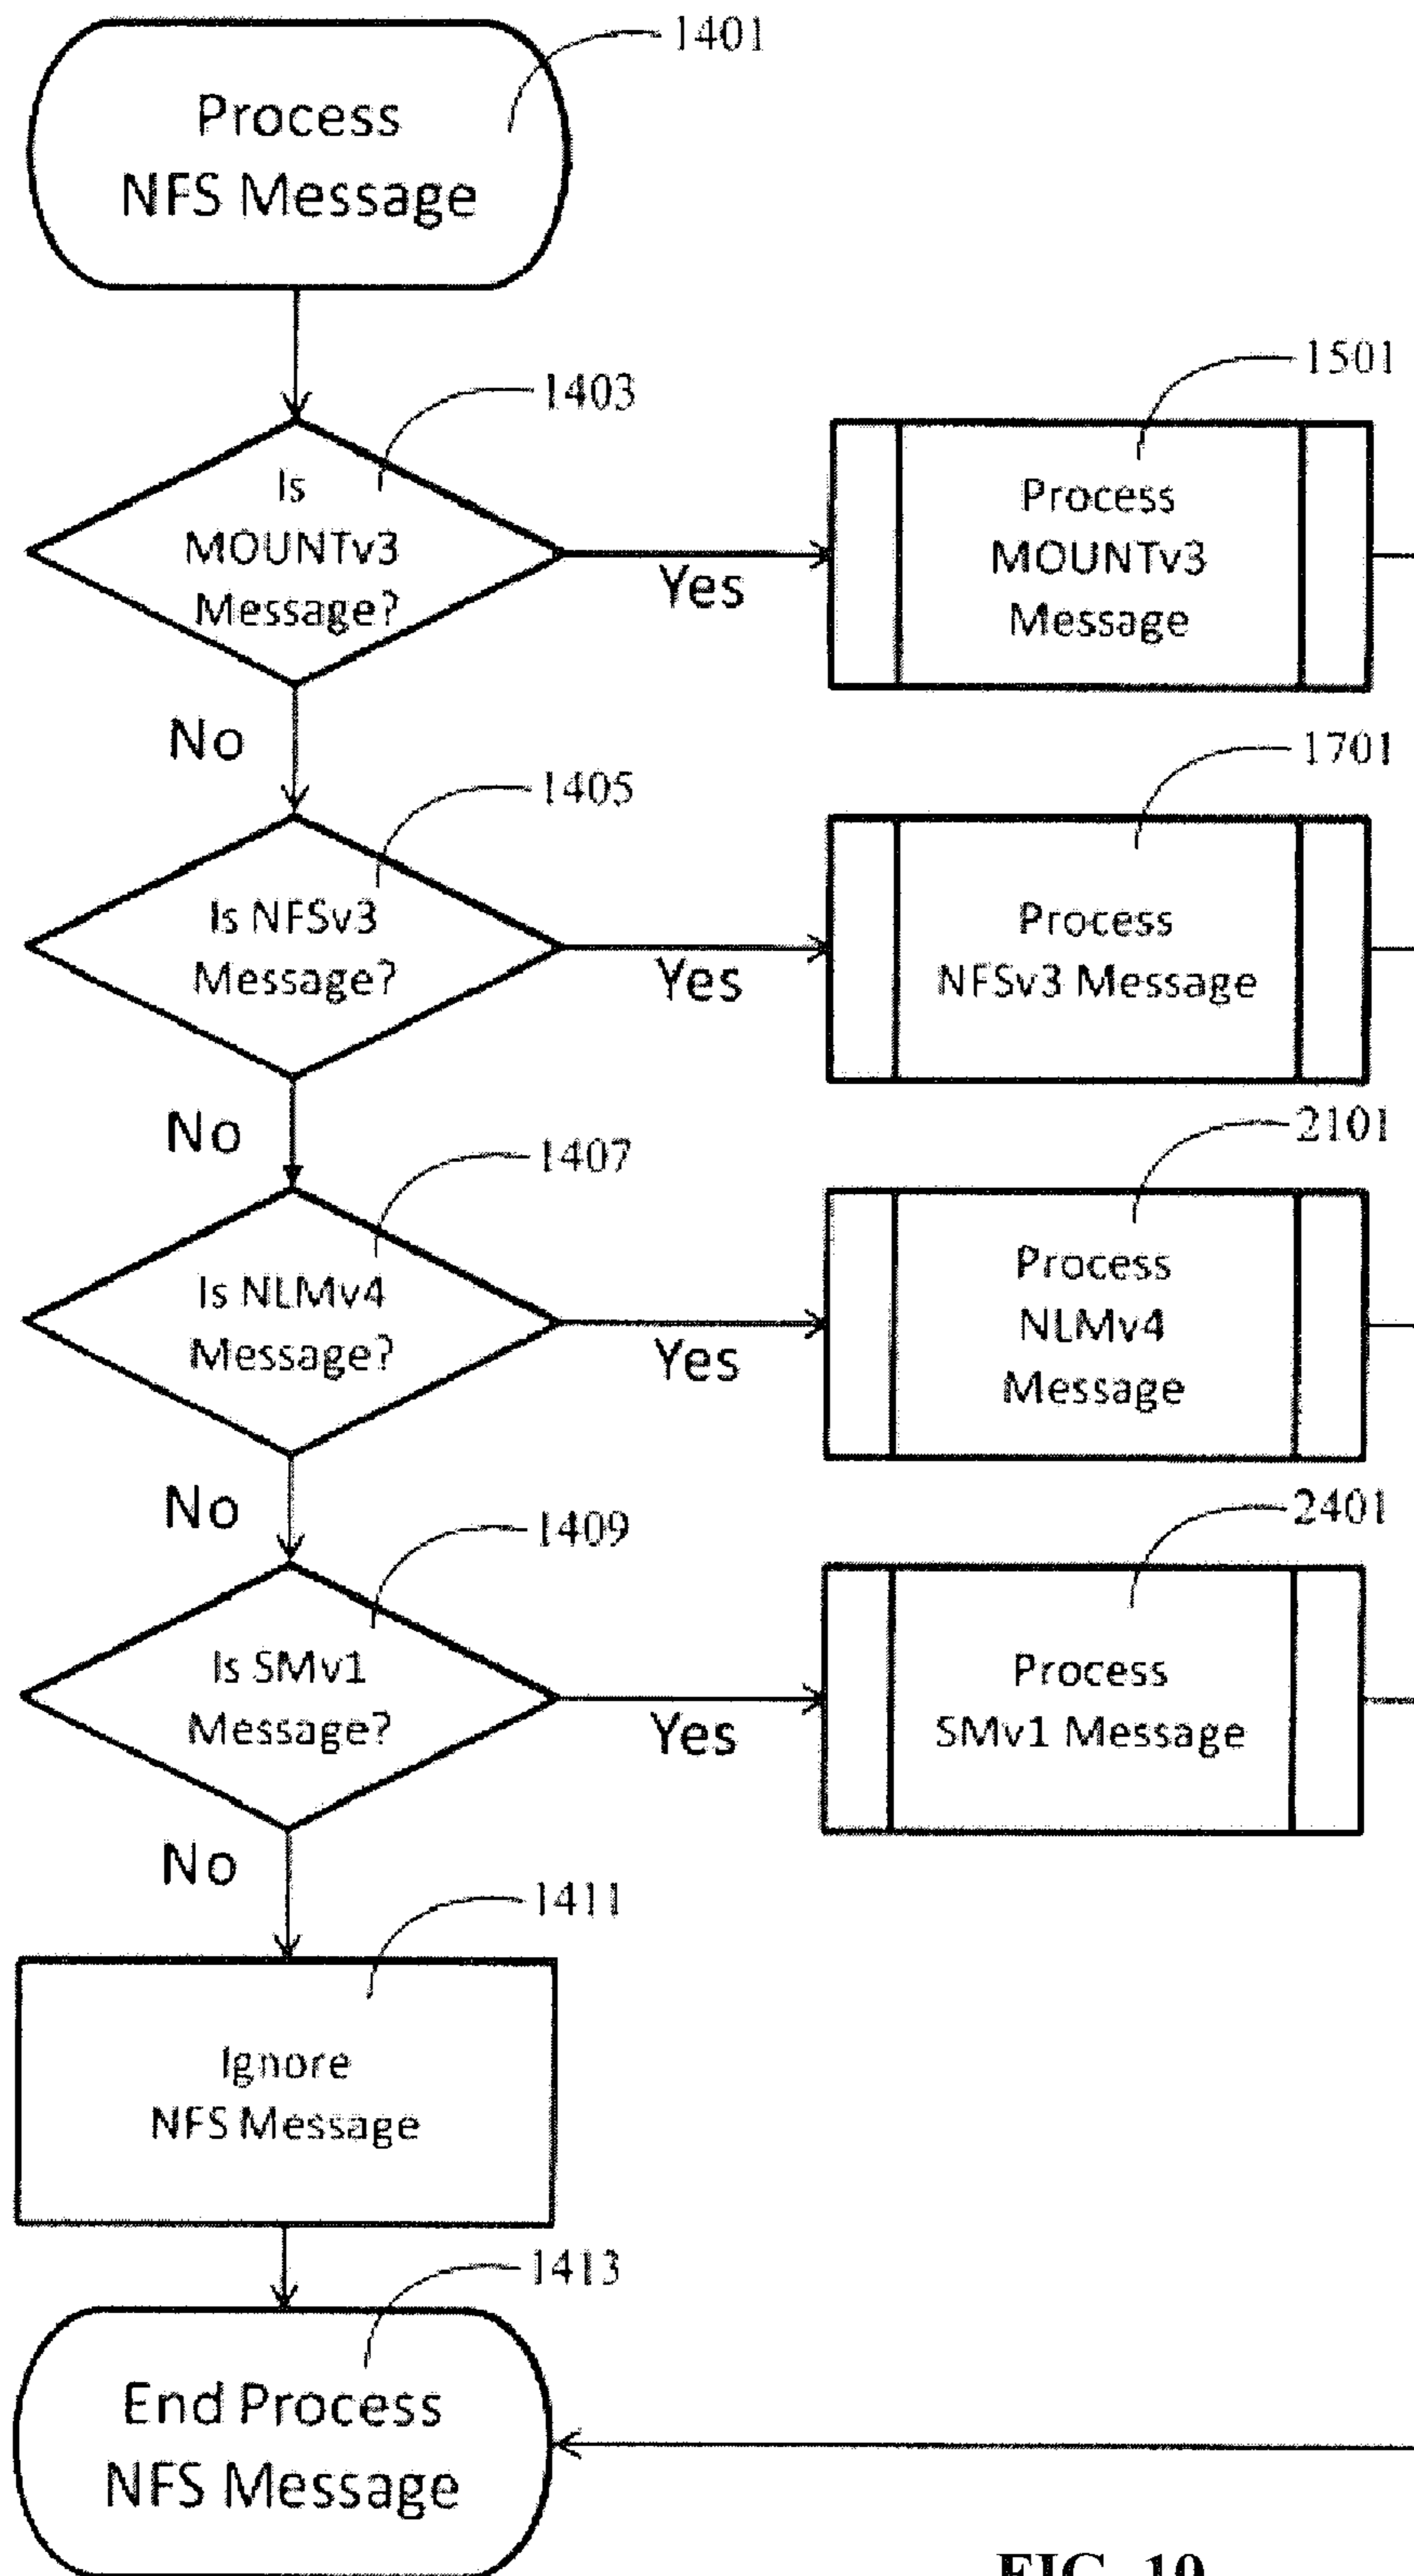 1401
Process
NFS Message
1403
Is
MOUNTv3
Message?
Yes
1501
Process
MOUNTv3
Message
No
1405
Is NFSv3
Message?
Yes
1701
Process
NFSv3 Message
No
1407
Is NLMv4
Message?
Yes
2101
Process
NLMv4
Message
No
1409
Is SMv1
Message?
Yes
2401
Process
SMv1 Message
No
1411
Ignore
NFS Message
1413
End Process
NFS Message
FIG. 10